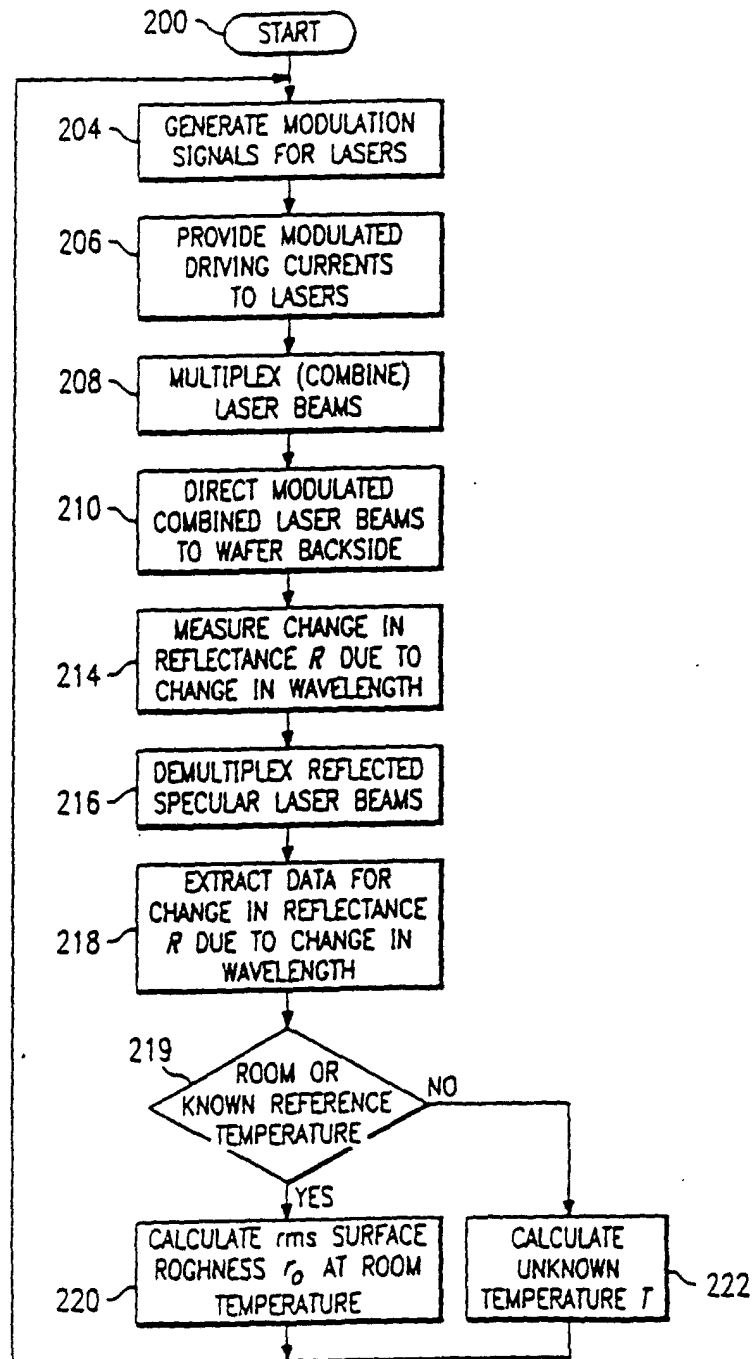 200
START
204
GENERATE MODULATION
SIGNALS FOR LASERS
206
PROVIDE MODULATED
DRIVING CURRENTS
TO LASERS
208
MULTIPLEX (COMBINE)
LASER BEAMS
210
DIRECT MODULATED
COMBINED LASER BEAMS
TO WAFER BACKSIDE
214
MEASURE CHANGE IN
REFLECTANCE R DUE TO
CHANGE IN WAVELENGTH
216
DEMULTIPLEX REFLECTED
SPECULAR LASER BEAMS
218
EXTRACT DATA FOR
CHANGE IN REFLECTANCE
R DUE TO CHANGE IN
WAVELENGTH
219
ROOM OR
KNOWN REFERENCE
TEMPERATURE
NO
YES
220
CALCULATE rms SURFACE
ROGHNESS ro AT ROOM
TEMPERATURE
CALCULATE
UNKNOWN
TEMPERATURE T
222